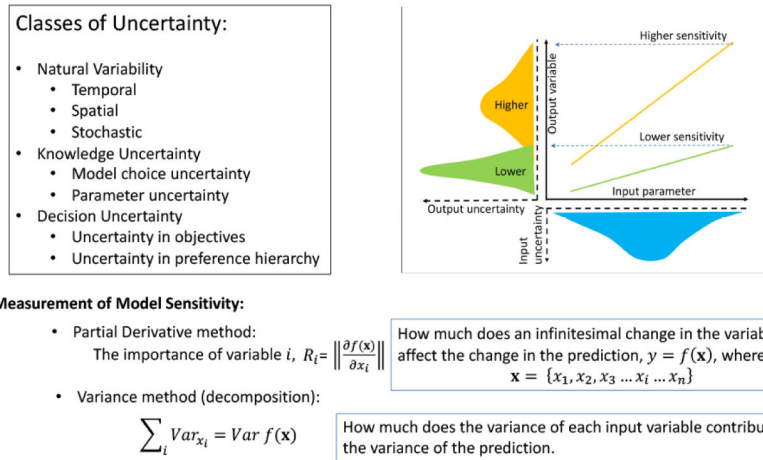 Classes of Uncertainty:
• Natural Variability
• Temporal
• Spatial
• Stochastic
• Knowledge Uncertainty
• Model choice uncertainty
• Parameter uncertainty
• Decision Uncertainty
• Uncertainty in objectives
• Uncertainty in preference hierarchy
Higher sensitivity
Output variable
Higher
Lower sensitivity
Lower
Input parameter
Output uncertainty
Input
uncertainty
Measurement of Model Sensitivity:
• Partial Derivative method:
The importance of variable i, Rᵢ= ‖∂f(𝐱)/∂xᵢ‖
How much does an infinitesimal change in the variab
affect the change in the prediction, y = f(𝐱), where
𝐱 = {x₁, x₂, x₃ … xᵢ … xₙ}
• Variance method (decomposition):
∑ᵢ Var_{xᵢ} = Var f(𝐱)
How much does the variance of each input variable contribu
the variance of the prediction.